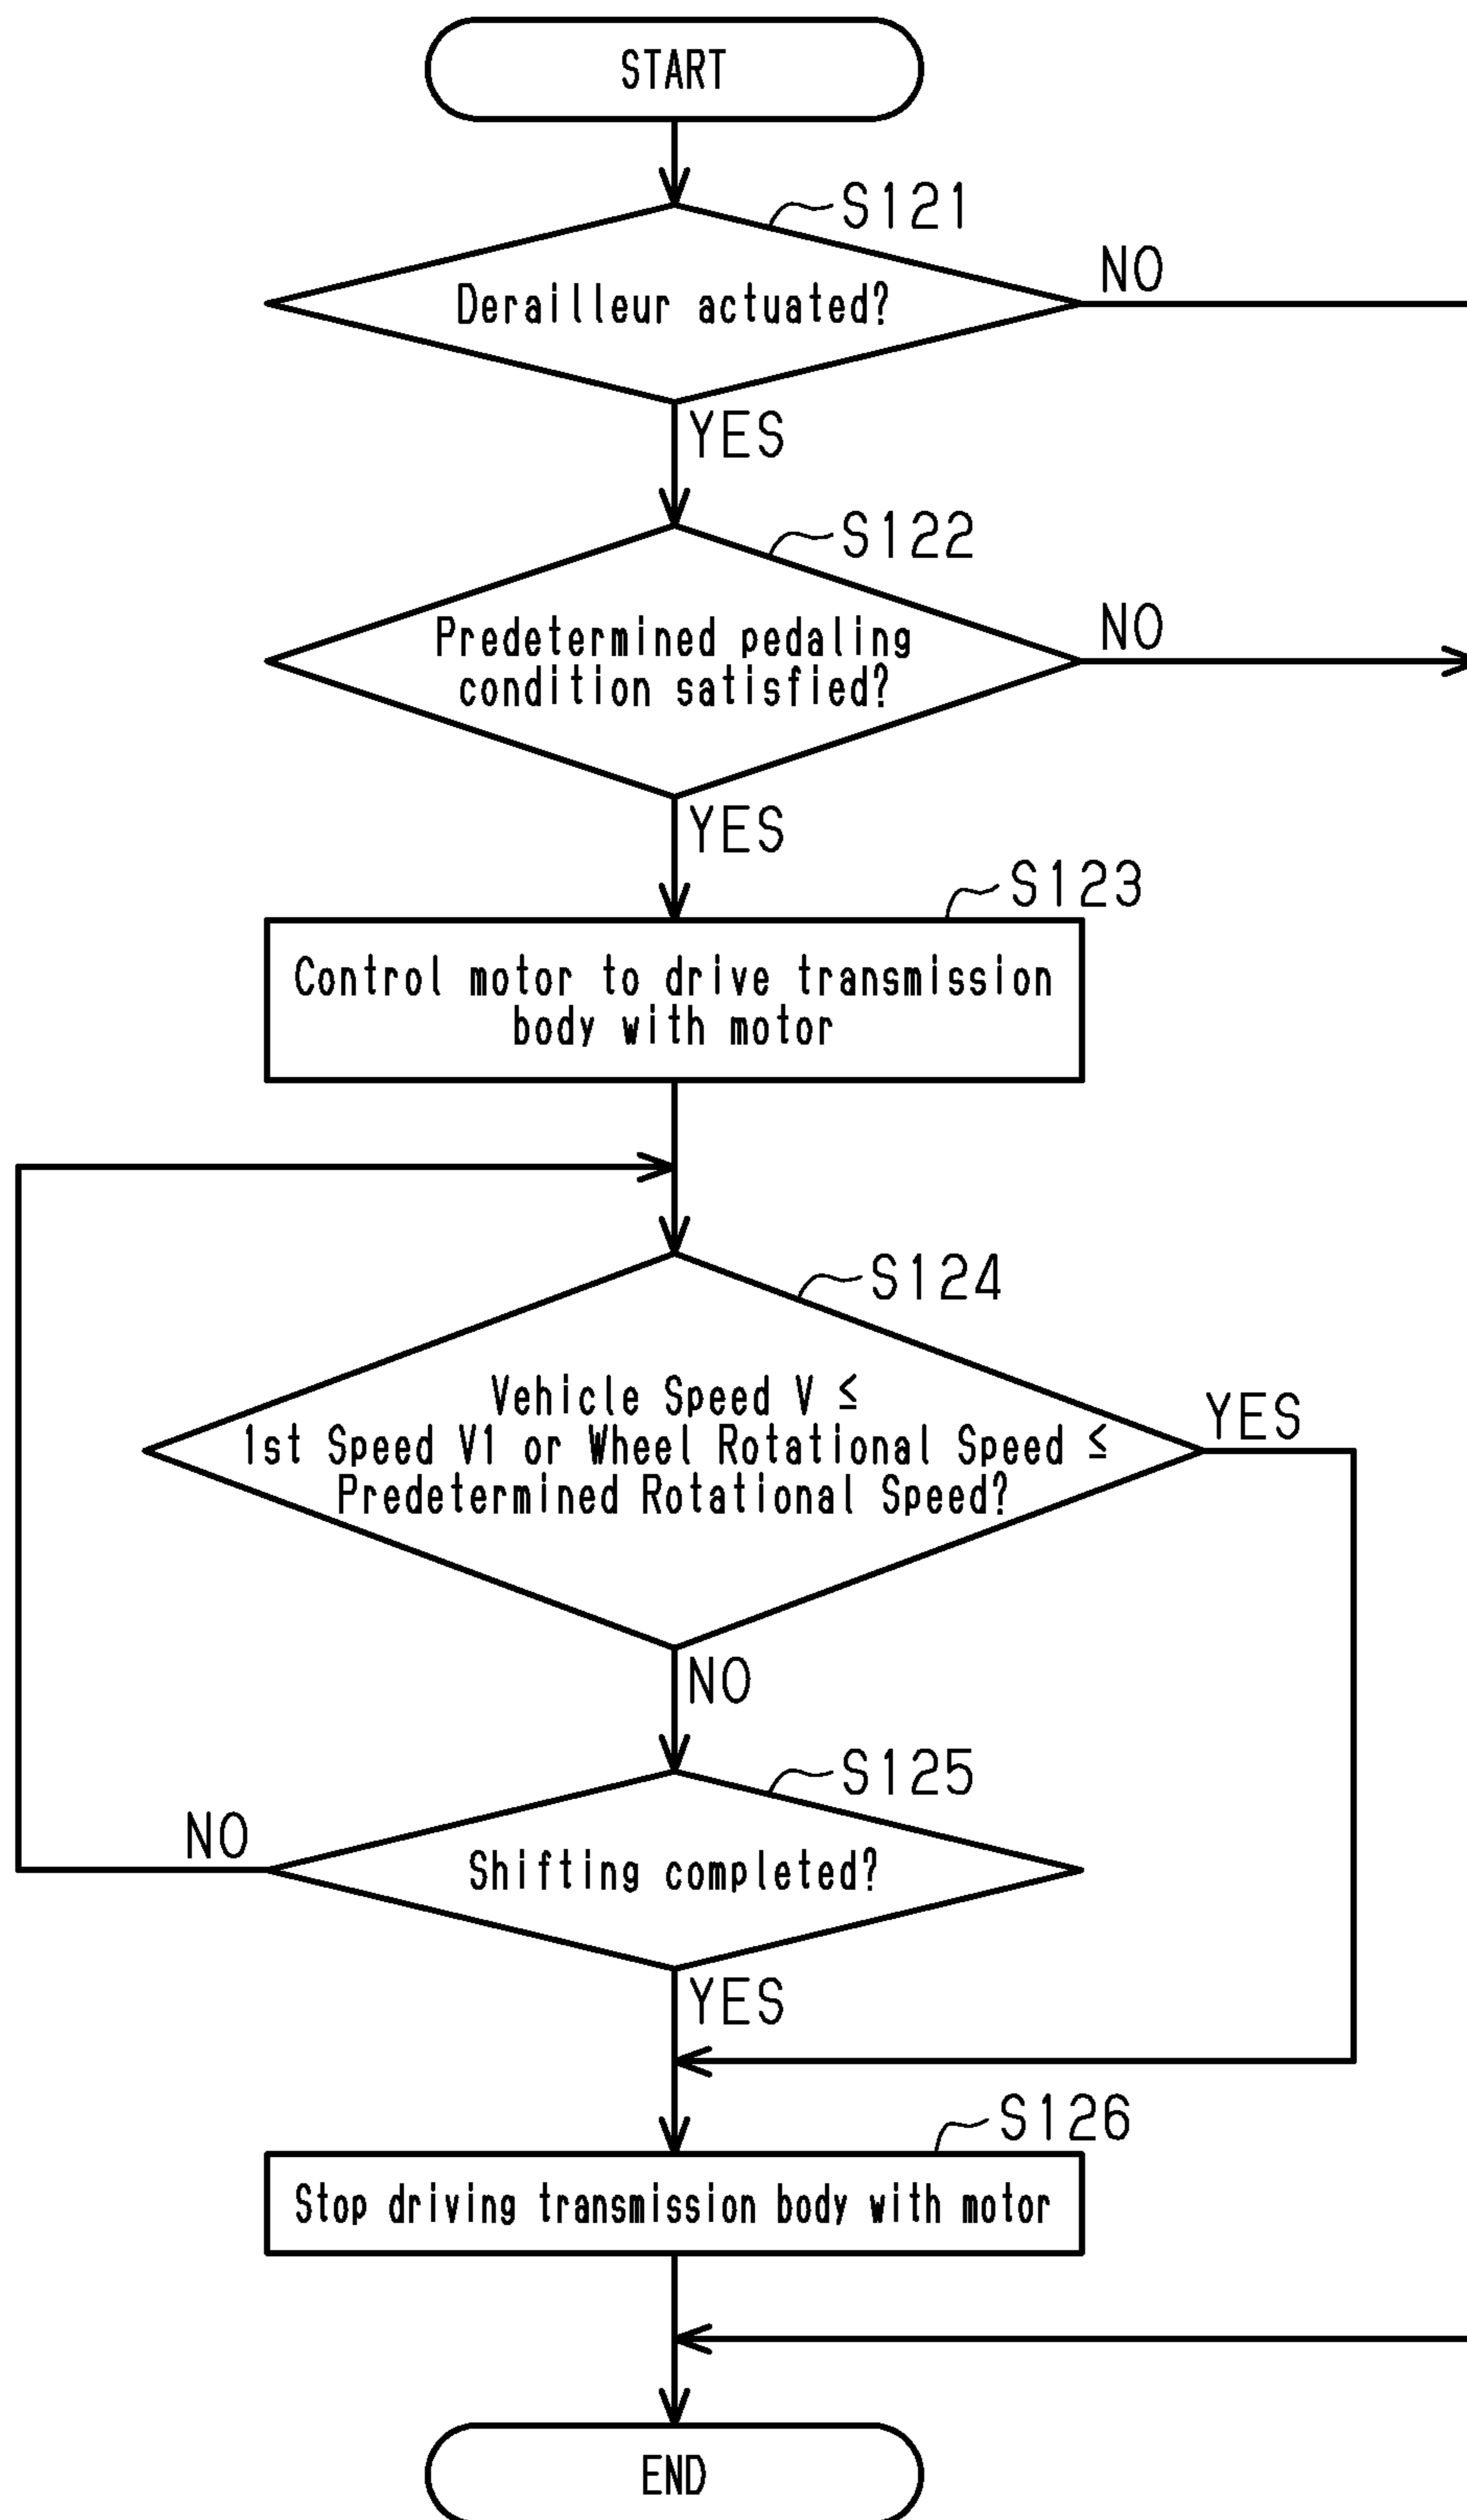 START
S121
Derailleur actuated?
NO
YES
S122
Predetermined pedaling
condition satisfied?
NO
YES
S123
Control motor to drive transmission
body with motor
S124
Vehicle Speed V ≤
1st Speed V1 or Wheel Rotational Speed ≤
Predetermined Rotational Speed?
YES
NO
S125
Shifting completed?
NO
YES
S126
Stop driving transmission body with motor
END